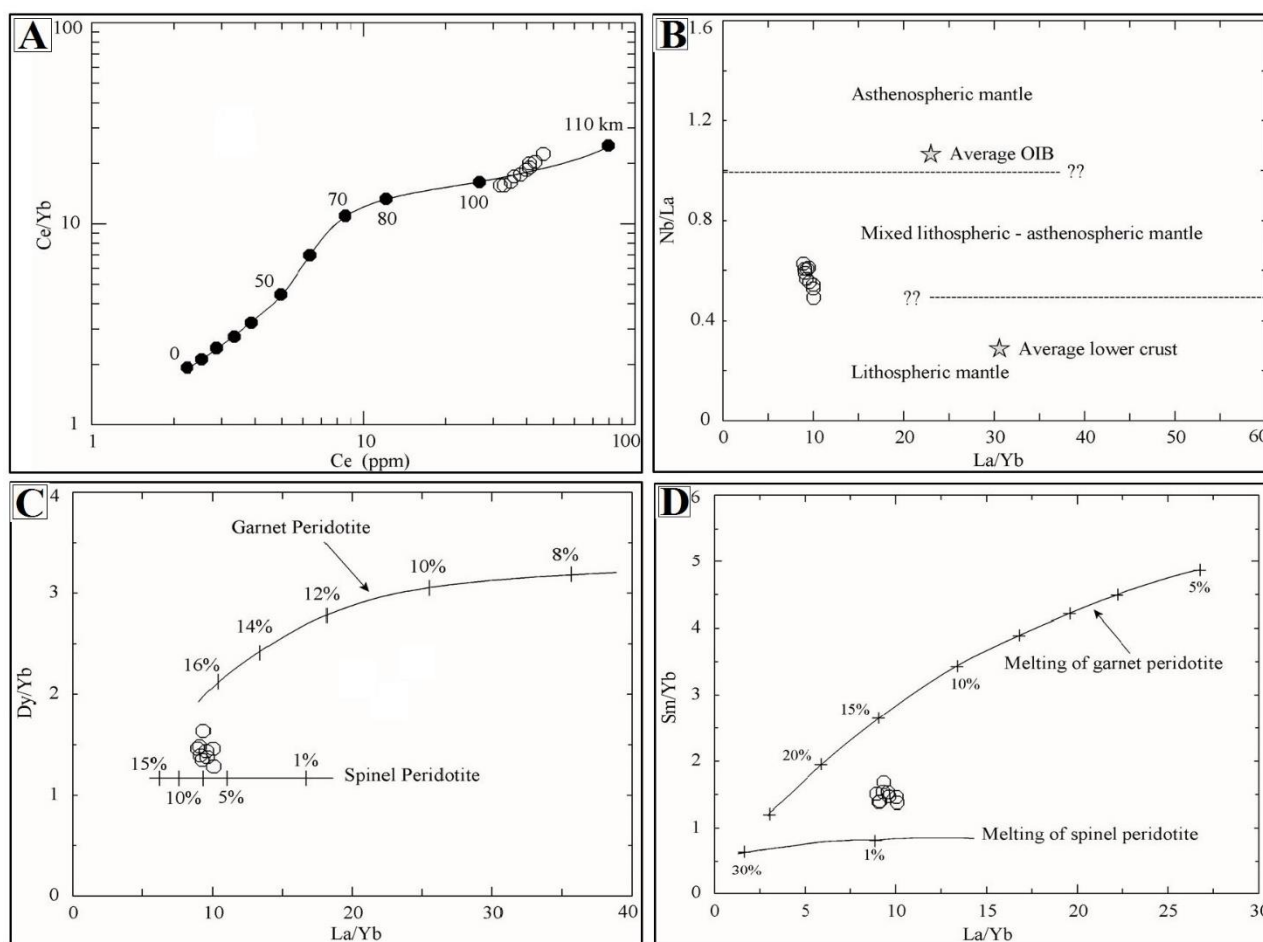 A
100
110 km
70
80
100
10
Ce/Yb
50
0
1
1
10
100
Ce (ppm)
B
1.6
Asthenospheric mantle
1.2
Average OIB
??
0.8
Nb/La
Mixed lithospheric - asthenospheric mantle
??
0.4
Average lower crust
Lithospheric mantle
0
0
10
20
30
40
50
60
La/Yb
C
4
Garnet Peridotite
8%
10%
3
12%
14%
16%
Dy/Yb
2
15%
1%
Spinel Peridotite
10%
5%
1
0
0
10
20
30
40
La/Yb
D
6
5
5%
4
Melting of garnet peridotite
10%
Sm/Yb
3
15%
20%
2
1
Melting of spinel peridotite
30%
1%
0
0
5
10
15
20
25
30
La/Yb